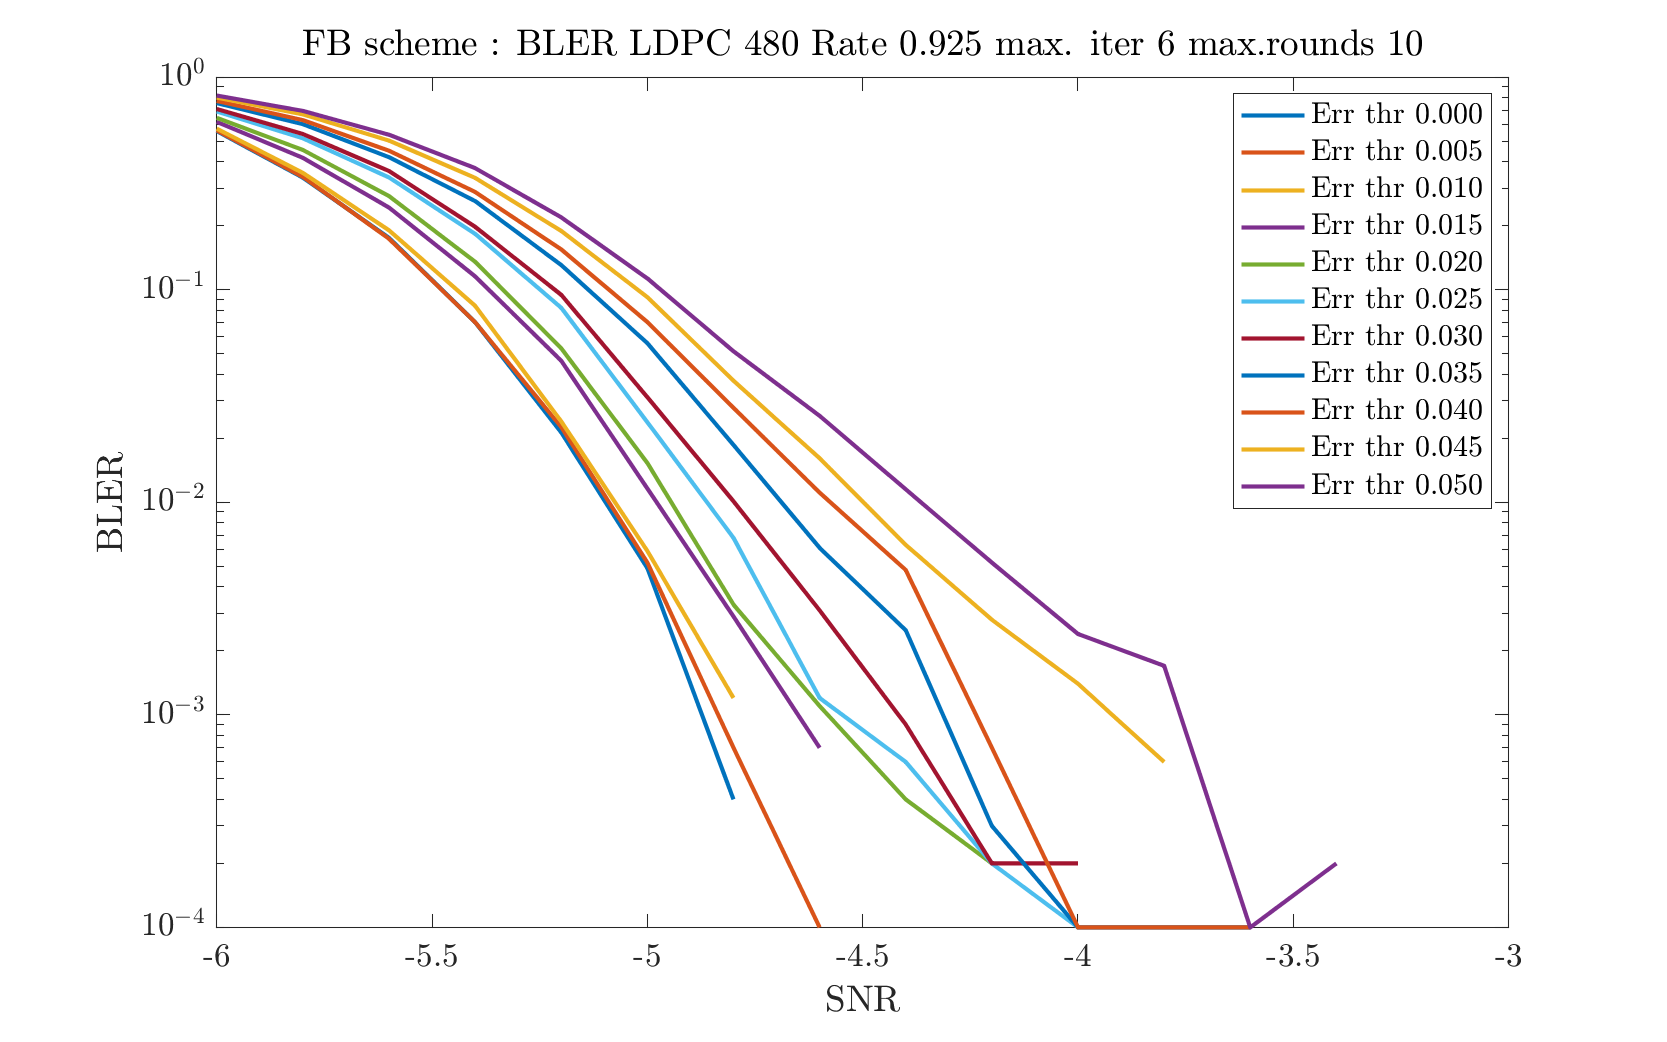 FB scheme : BLER LDPC 480 Rate 0.925 max. iter 6 max.rounds 10
10^0
10^-1
10^-2
10^-3
10^-4
BLER
Err thr 0.000
Err thr 0.005
Err thr 0.010
Err thr 0.015
Err thr 0.020
Err thr 0.025
Err thr 0.030
Err thr 0.035
Err thr 0.040
Err thr 0.045
Err thr 0.050
-6 -5.5 -5 -4.5 -4 -3.5 -3
SNR